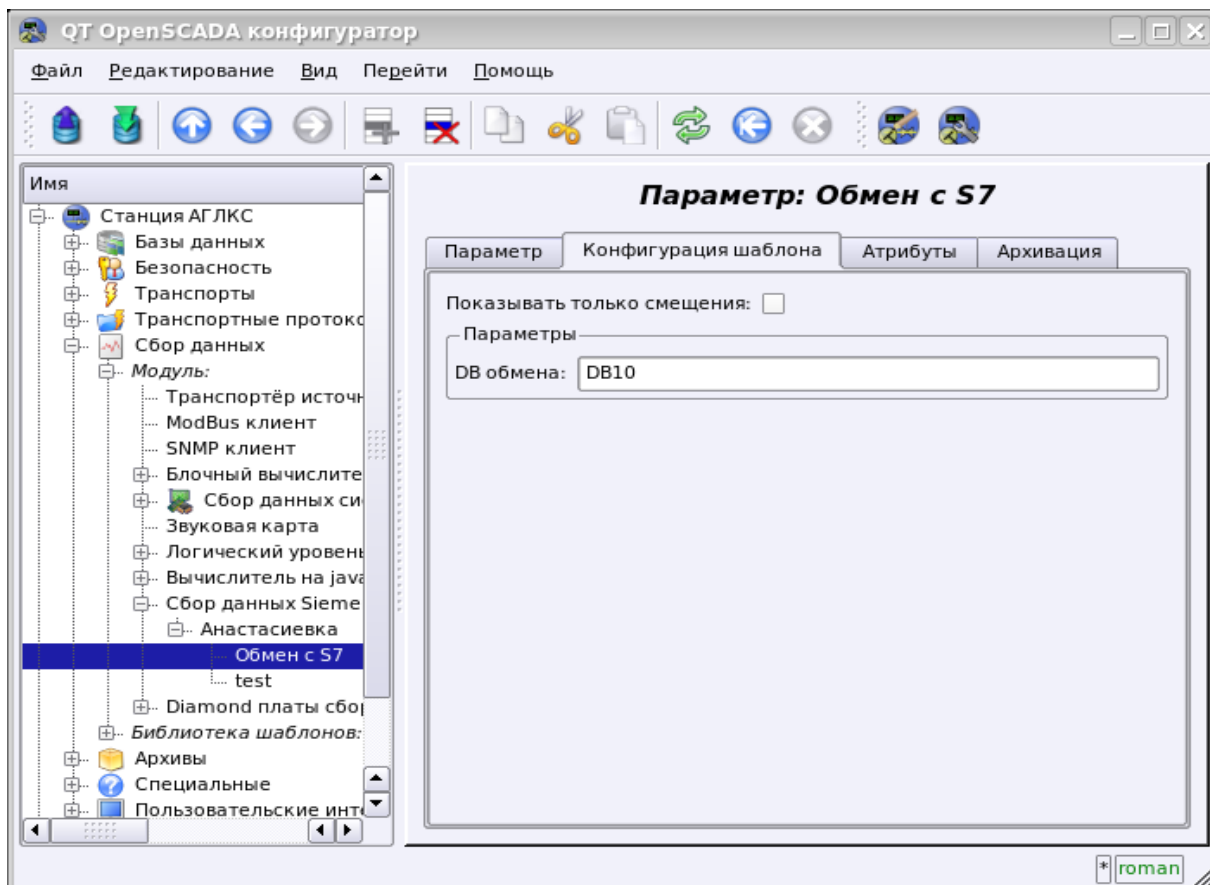 QT OpenSCADA конфигуратор
Файл Редактирование Вид Перейти Помощь
Имя
Станция АГЛКС
Базы данных
Безопасность
Транспорты
Транспортные протоко
Сбор данных
Модуль:
Транспортёр источн
ModBus клиент
SNMP клиент
Блочный вычислите
Сбор данных си
Звуковая карта
Логический уровень
Вычислитель на java
Сбор данных Sieme
Анастасиевка
Обмен с S7
test
Diamond платы сбор
Библиотека шаблонов:
Архивы
Специальные
Пользовательские инте
Параметр: Обмен с S7
Параметр Конфигурация шаблона Атрибуты Архивация
Показывать только смещения:
Параметры
DB обмена: DB10
* roman